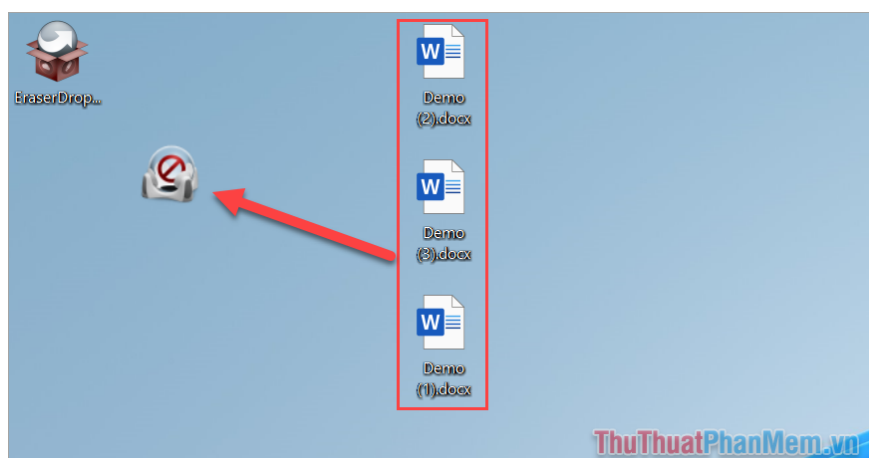 EraserDrop...
Demo
(2).docx
Demo
(3).docx
Demo
(1).docx
ThuThuatPhanMem.vn